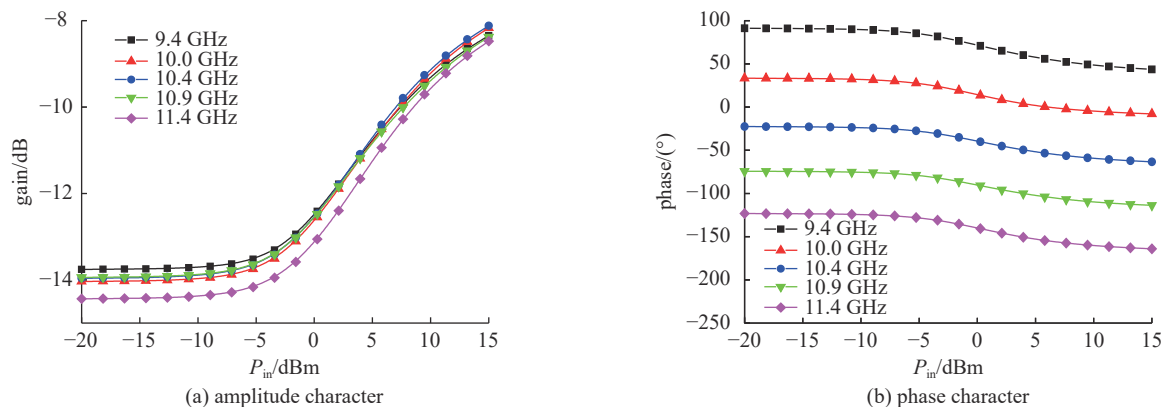 −8
−10
−12
−14
gain/dB
9.4 GHz
10.0 GHz
10.4 GHz
10.9 GHz
11.4 GHz
−20 −15 −10 −5 0 5 10 15
P_in/dBm
(a) amplitude character
100
50
0
−50
−100
−150
−200
−250
phase/(°)
9.4 GHz
10.0 GHz
10.4 GHz
10.9 GHz
11.4 GHz
−20 −15 −10 −5 0 5 10 15
P_in/dBm
(b) phase character